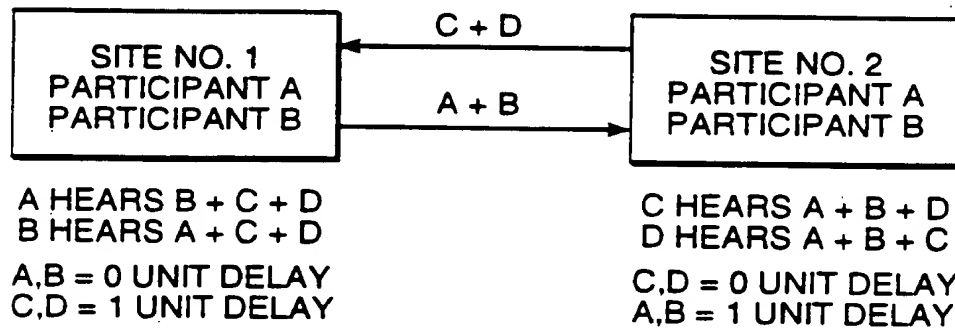 SITE NO. 1
PARTICIPANT A
PARTICIPANT B
C + D
A + B
SITE NO. 2
PARTICIPANT A
PARTICIPANT B
A HEARS B + C + D
B HEARS A + C + D
A,B = 0 UNIT DELAY
C,D = 1 UNIT DELAY
C HEARS A + B + D
D HEARS A + B + C
C,D = 0 UNIT DELAY
A,B = 1 UNIT DELAY